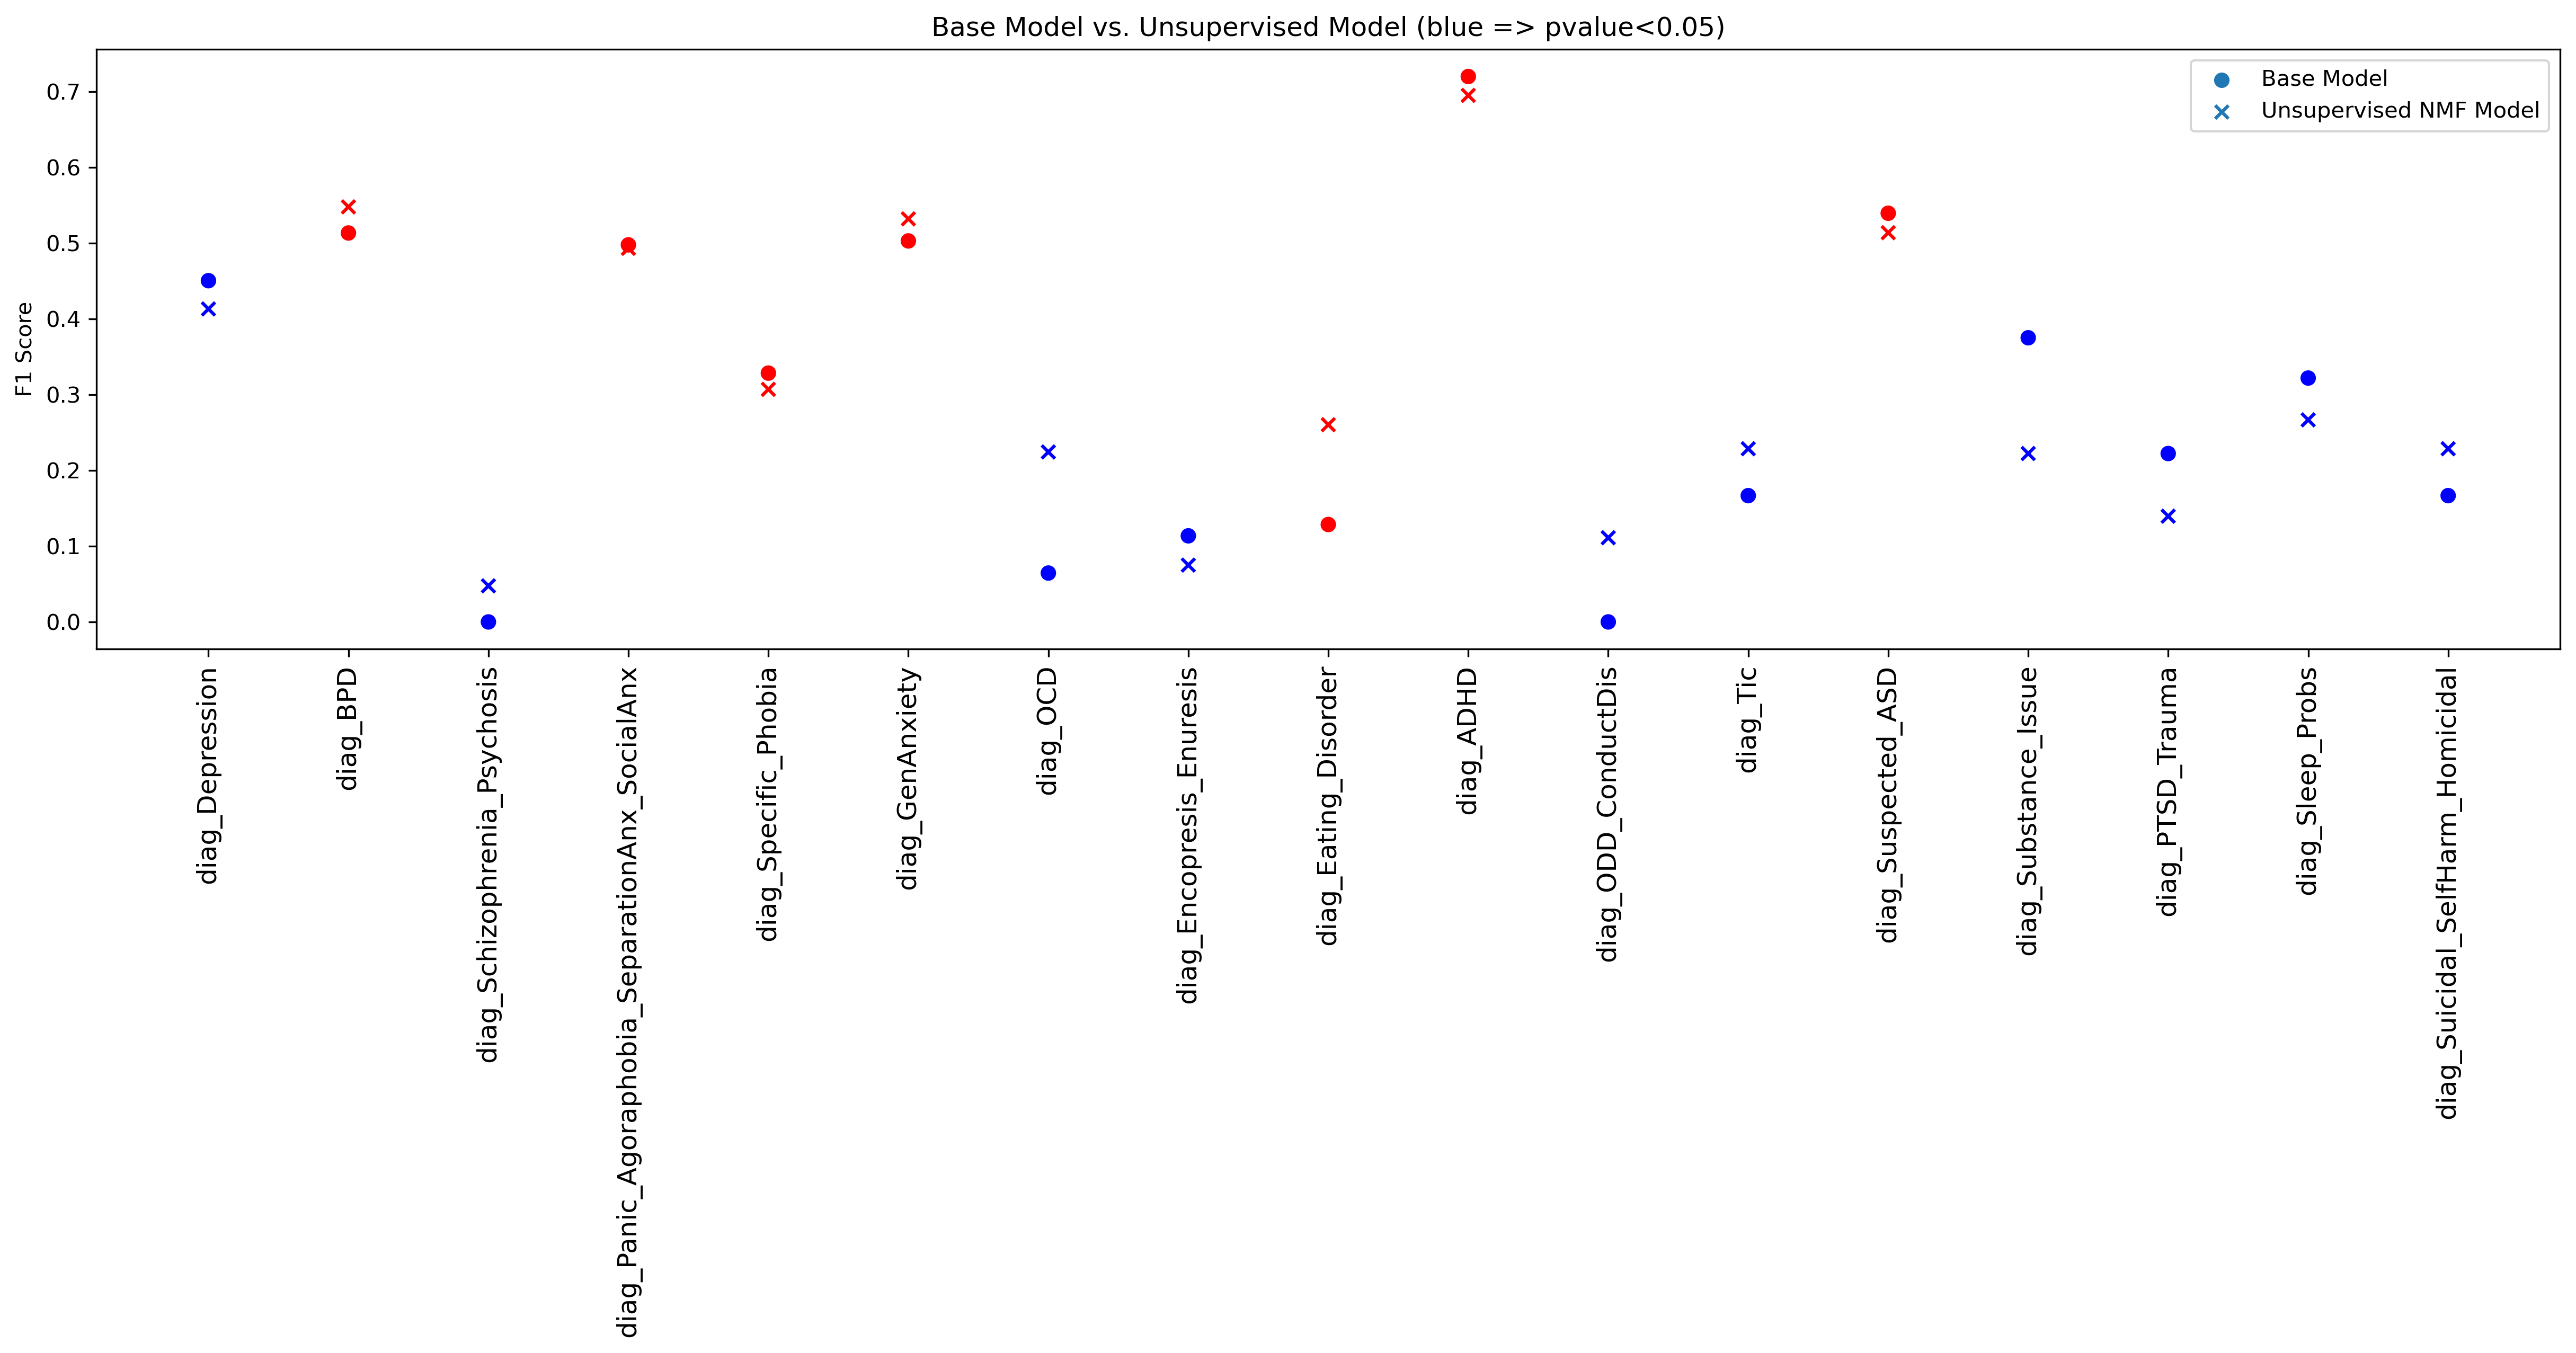 Base Model vs. Unsupervised Model (blue => pvalue<0.05)
Base Model
Unsupervised NMF Model
F1 Score
0.7
0.6
0.5
0.4
0.3
0.2
0.1
0.0
diag_Depression
diag_BPD
diag_Schizophrenia_Psychosis
diag_Panic_Agoraphobia_SeparationAnx_SocialAnx
diag_Specific_Phobia
diag_GenAnxiety
diag_OCD
diag_Encopresis_Enuresis
diag_Eating_Disorder
diag_ADHD
diag_ODD_ConductDis
diag_Tic
diag_Suspected_ASD
diag_Substance_Issue
diag_PTSD_Trauma
diag_Sleep_Probs
diag_Suicidal_SelfHarm_Homicidal